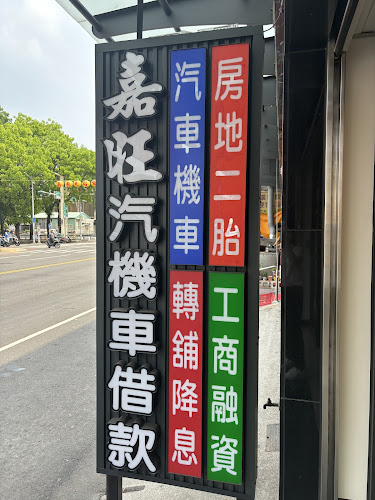 嘉旺汽機車借款
房地二胎
汽車機車
工商融資
轉舖降息